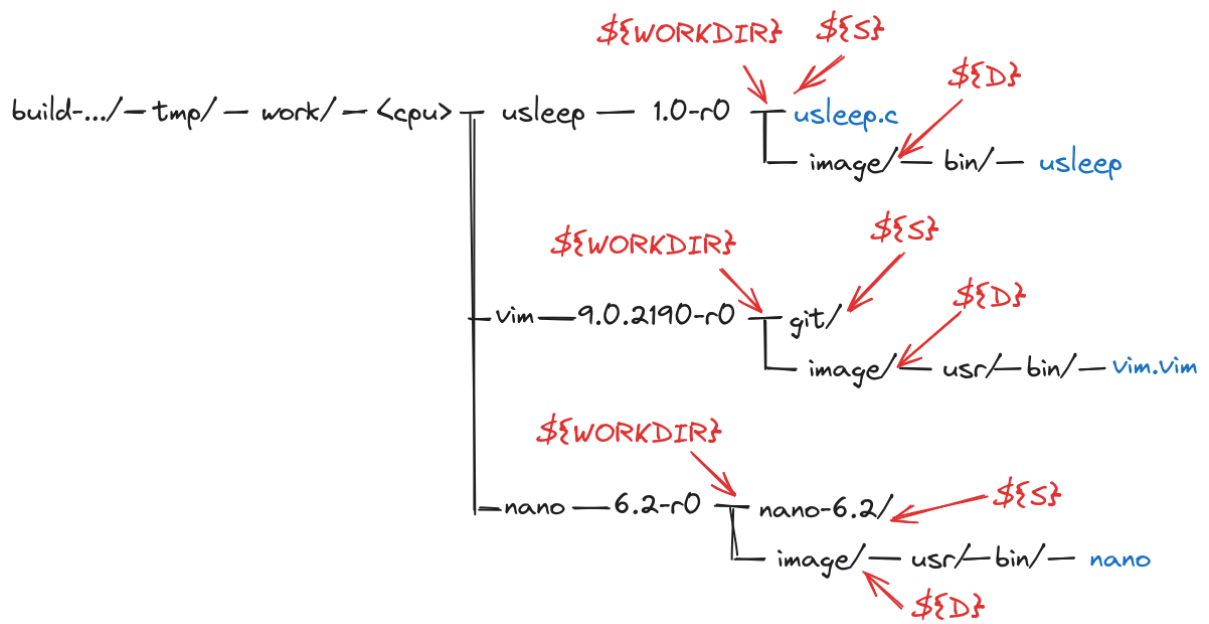 ${WORKDIR} ${S}
${D}
build-.../ tmp/ work/ <cpu> usleep 1.0-r0 usleep.c
image/ bin/ usleep
${WORKDIR} ${S}
${D}
vim 9.0.2190-r0 git/
image/ usr/ bin/ vim.vim
${WORKDIR}
${S}
nano 6.2-r0 nano-6.2/
image/ usr/ bin/ nano
${D}